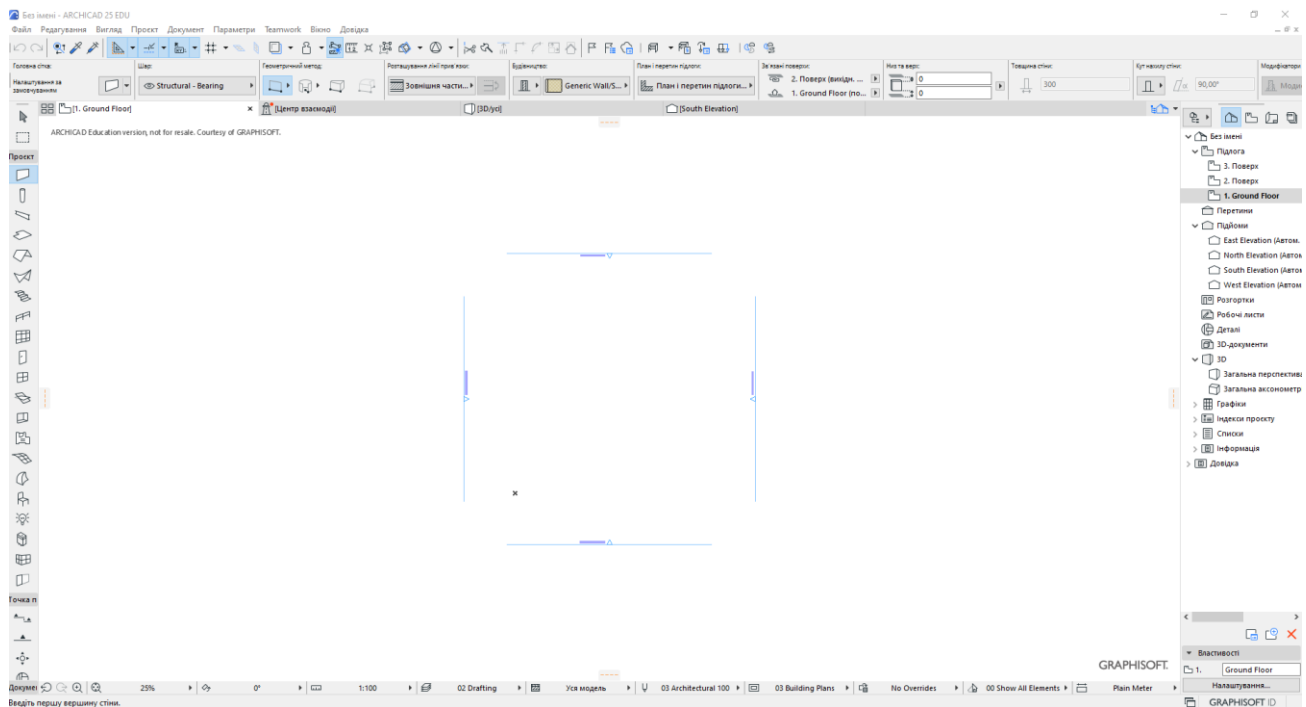 Без імені - ARCHICAD 25 EDU
Файл Редагування Вигляд Проєкт Документ Параметри Teamwork Вікно Довідка
Головна сітка: Шар: Геометричний метод: Розташування лінії прив'язки: Будівництво: План і перетин підлоги: Зв'язані поверхи: Низ та верх: Товщина стіни: Кут нахилу стіни: Модифікатори
Налаштування за замовчуванням
Structural - Bearing
Зовнішня части...
Generic Wall/S...
План і перетин підлоги...
2. Поверх (вихідн. ...
1. Ground Floor (по...
0
0
300
90,00°
Моди
[1. Ground Floor]
[Центр взаємодії]
[3D/усі]
[South Elevation]
ARCHICAD Education version, not for resale. Courtesy of GRAPHISOFT.
Проєкт
Точка п
Докумен
Без імені
Підлога
3. Поверх
2. Поверх
1. Ground Floor
Перетини
Підйоми
East Elevation (Автом.
North Elevation (Автом
South Elevation (Автом
West Elevation (Автом
Розгортки
Робочі листи
Деталі
3D-документи
3D
Загальна перспектива
Загальна аксонометр
Графіки
Індекси проєкту
Списки
Інформація
Довідка
GRAPHISOFT.
Властивості
1. Ground Floor
Налаштування...
25% 0° 1:100 02 Drafting Уся модель 03 Architectural 100 03 Building Plans No Overrides 00 Show All Elements Plain Meter
Введіть першу вершину стіни.
GRAPHISOFT ID